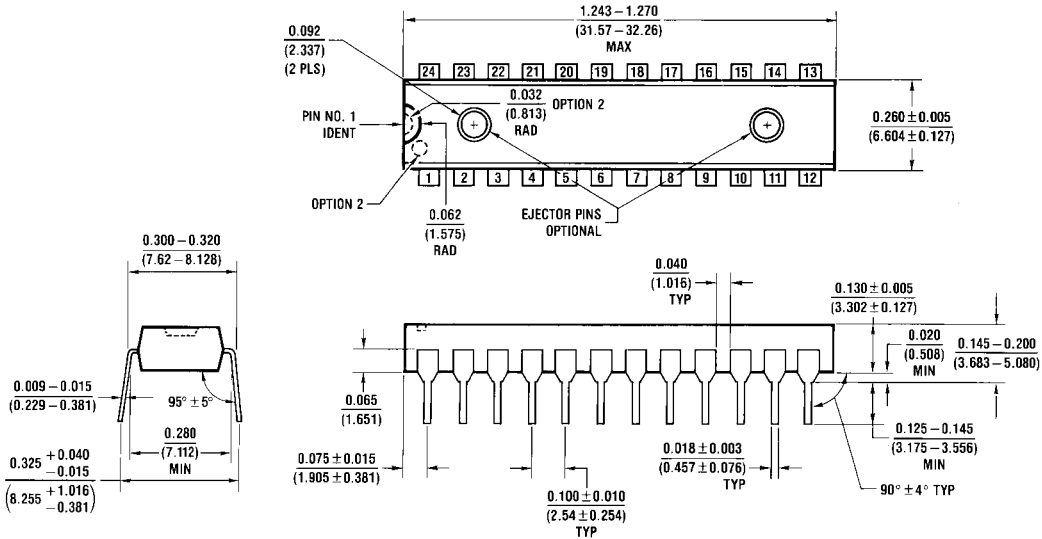 1.243 – 1.270
(31.57 – 32.26)
MAX
0.092
(2.337)
(2 PLS)
24 23 22 21 20 19 18 17 16 15 14 13
0.032
(0.813)
RAD
OPTION 2
PIN NO. 1
IDENT
0.260 ± 0.005
(6.604 ± 0.127)
1 2 3 4 5 6 7 8 9 10 11 12
OPTION 2
0.062
(1.575)
RAD
EJECTOR PINS
OPTIONAL
0.300 – 0.320
(7.62 – 8.128)
0.040
(1.016)
TYP
0.130 ± 0.005
(3.302 ± 0.127)
0.020
(0.508)
MIN
0.145 – 0.200
(3.683 – 5.080)
0.009 – 0.015
(0.229 – 0.381)
95° ± 5°
0.065
(1.651)
0.280
(7.112)
MIN
0.125 – 0.145
(3.175 – 3.556)
MIN
0.325 +0.040 −0.015
(8.255 +1.016 −0.381)
0.075 ± 0.015
(1.905 ± 0.381)
0.018 ± 0.003
(0.457 ± 0.076)
TYP
90° ± 4° TYP
0.100 ± 0.010
(2.54 ± 0.254)
TYP